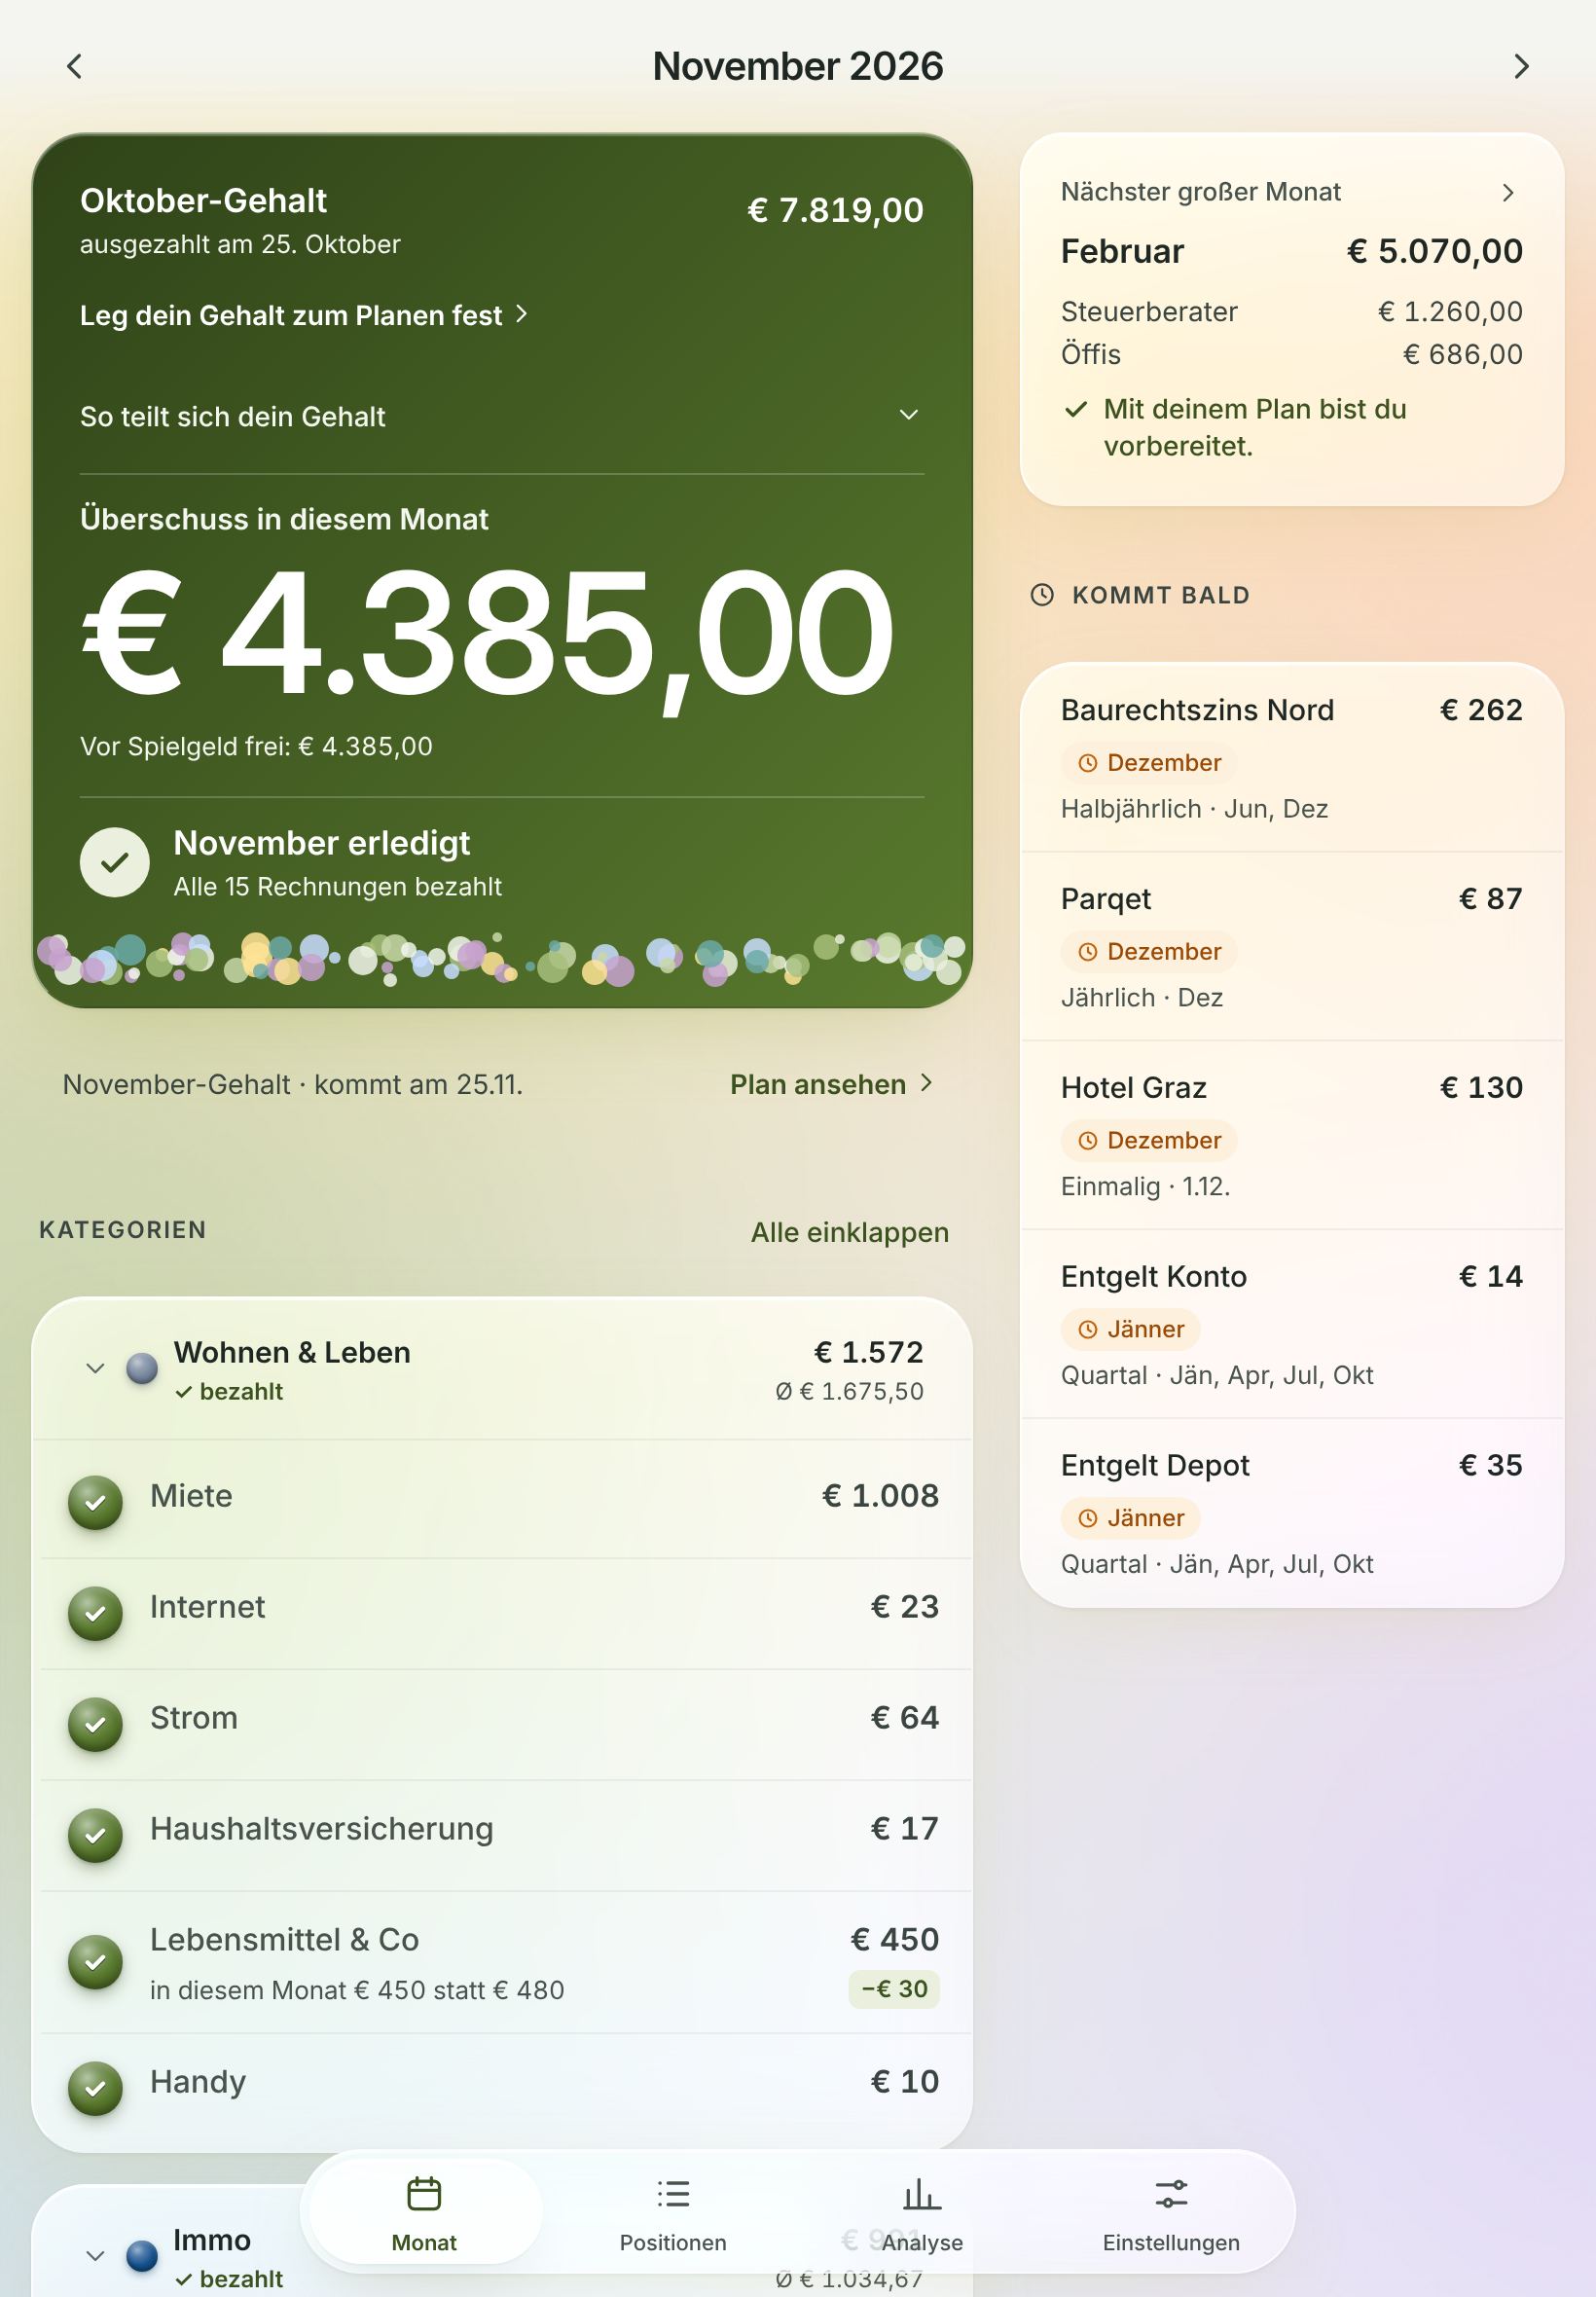 November 2026
Oktober-Gehalt
€ 7.819,00
ausgezahlt am 25. Oktober
Leg dein Gehalt zum Planen fest
So teilt sich dein Gehalt
Überschuss in diesem Monat
€ 4.385,00
Vor Spielgeld frei: € 4.385,00
November erledigt
Alle 15 Rechnungen bezahlt
November-Gehalt · kommt am 25.11.
Plan ansehen
KATEGORIEN
Alle einklappen
Wohnen & Leben
€ 1.572
bezahlt
Ø € 1.675,50
Miete
€ 1.008
Internet
€ 23
Strom
€ 64
Haushaltsversicherung
€ 17
Lebensmittel & Co
€ 450
in diesem Monat € 450 statt € 480
−€ 30
Handy
€ 10
Immo
bezahlt
Ø € 1.034,67
Nächster großer Monat
Februar
€ 5.070,00
Steuerberater
€ 1.260,00
Öffis
€ 686,00
Mit deinem Plan bist du
vorbereitet.
KOMMT BALD
Baurechtszins Nord
€ 262
Dezember
Halbjährlich · Jun, Dez
Parqet
€ 87
Dezember
Jährlich · Dez
Hotel Graz
€ 130
Dezember
Einmalig · 1.12.
Entgelt Konto
€ 14
Jänner
Quartal · Jän, Apr, Jul, Okt
Entgelt Depot
€ 35
Jänner
Quartal · Jän, Apr, Jul, Okt
Monat
Positionen
Analyse
Einstellungen